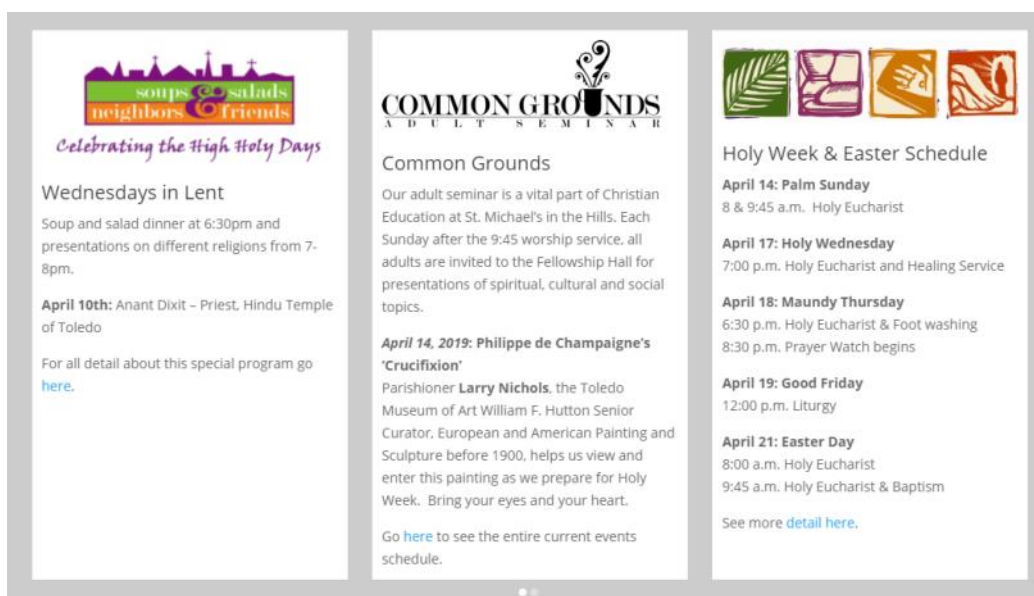 soups & salads
neighbors & friends
Celebrating the High Holy Days
Wednesdays in Lent
Soup and salad dinner at 6:30pm and
presentations on different religions from 7-
8pm.
April 10th: Anant Dixit – Priest, Hindu Temple
of Toledo
For all detail about this special program go
here.
COMMON GROUNDS
ADULT SEMINAR
Common Grounds
Our adult seminar is a vital part of Christian
Education at St. Michael's in the Hills. Each
Sunday after the 9:45 worship service, all
adults are invited to the Fellowship Hall for
presentations of spiritual, cultural and social
topics.
April 14, 2019: Philippe de Champaigne's
'Crucifixion'
Parishioner Larry Nichols, the Toledo
Museum of Art William F. Hutton Senior
Curator, European and American Painting and
Sculpture before 1900, helps us view and
enter this painting as we prepare for Holy
Week. Bring your eyes and your heart.
Go here to see the entire current events
schedule.
Holy Week & Easter Schedule
April 14: Palm Sunday
8 & 9:45 a.m. Holy Eucharist
April 17: Holy Wednesday
7:00 p.m. Holy Eucharist and Healing Service
April 18: Maundy Thursday
6:30 p.m. Holy Eucharist & Foot washing
8:30 p.m. Prayer Watch begins
April 19: Good Friday
12:00 p.m. Liturgy
April 21: Easter Day
8:00 a.m. Holy Eucharist
9:45 a.m. Holy Eucharist & Baptism
See more detail here.